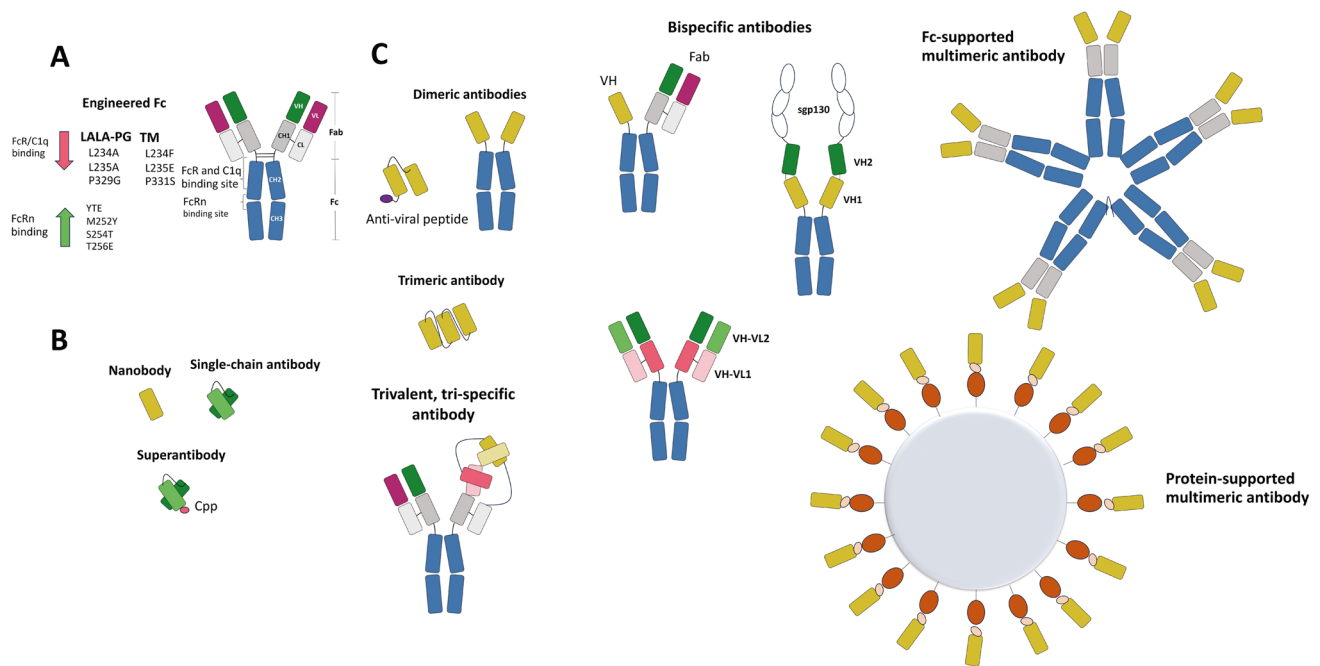 A
Engineered Fc
FcR/C1q
binding
LALA-PG TM
L234A L234F
L235A L235E
P329G P331S
FcRn
binding
YTE
M252Y
S254T
T256E
VH
VL
CH1
CL
Fab
FcR and C1q
binding site
CH2
FcRn
binding site
CH3
Fc
B
Nanobody
Single-chain antibody
Superantibody
Cpp
C
Dimeric antibodies
Anti-viral peptide
Trimeric antibody
Trivalent, tri-specific
antibody
Bispecific antibodies
VH
Fab
sgp130
VH2
VH1
VH-VL2
VH-VL1
Fc-supported
multimeric antibody
Protein-supported
multimeric antibody